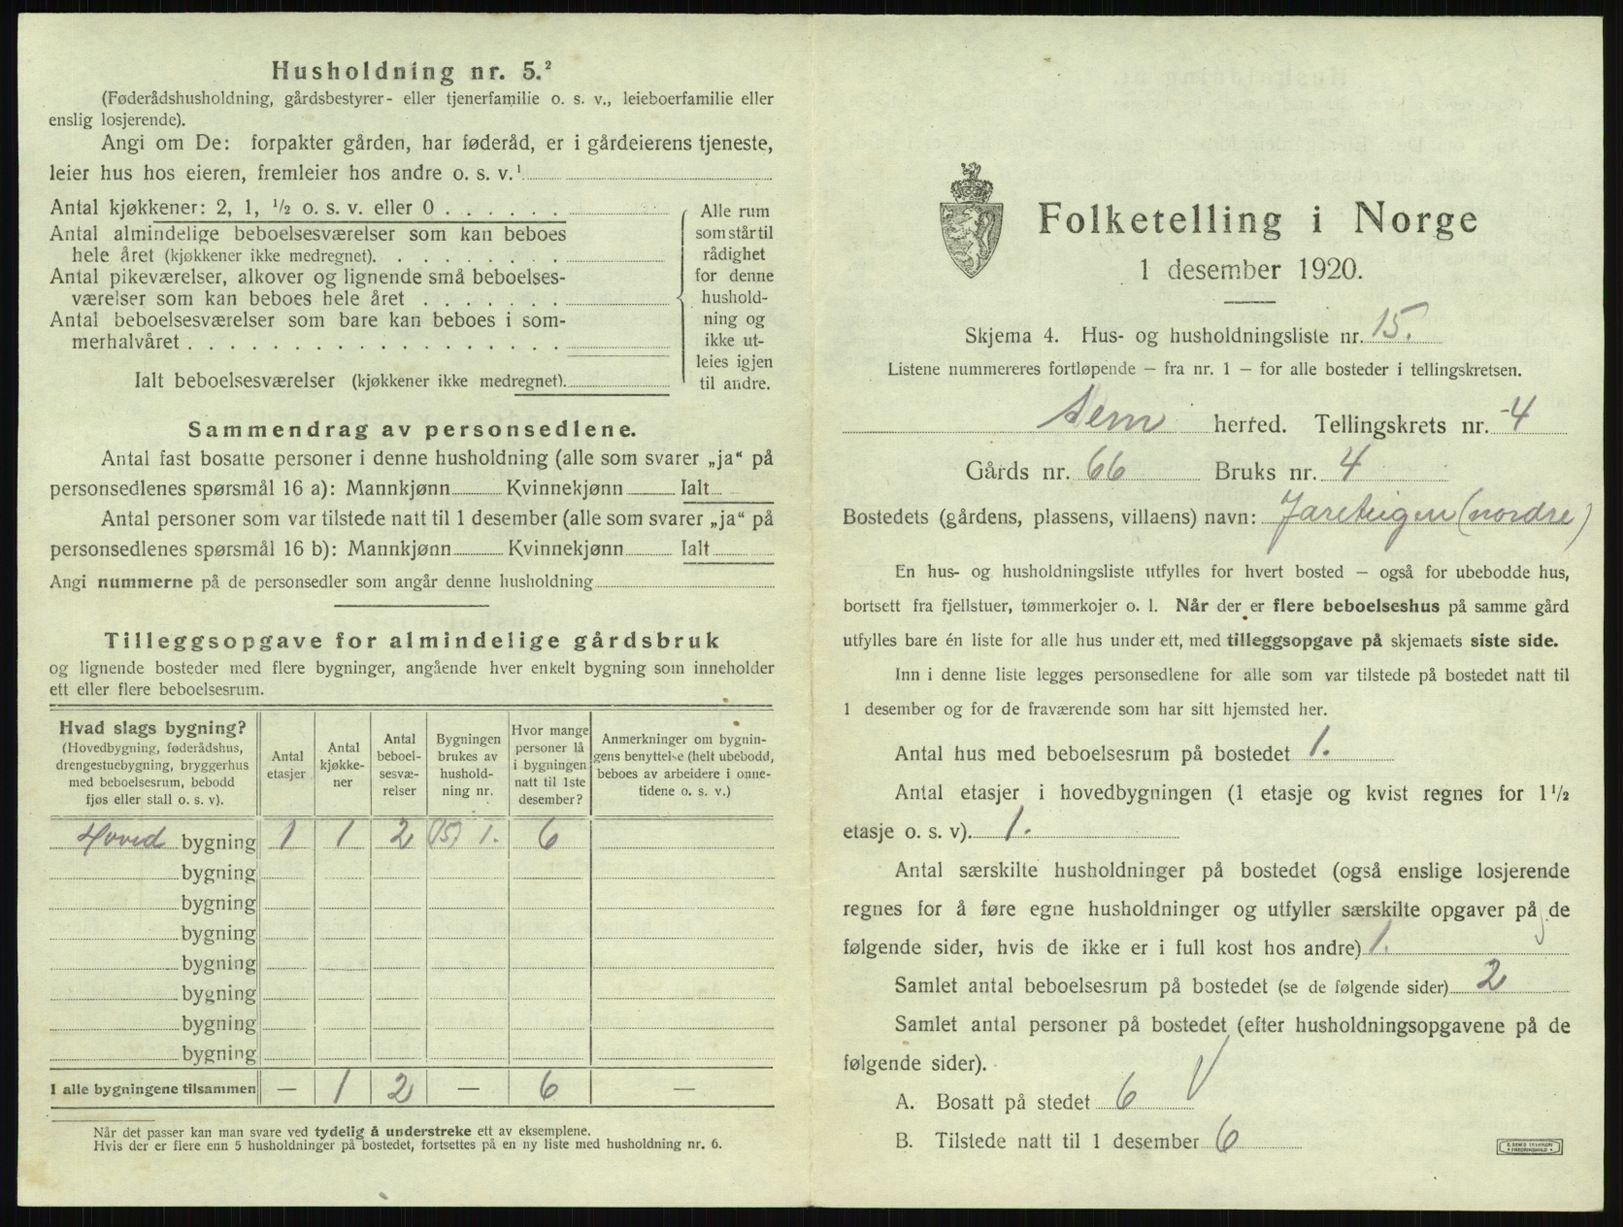 Husholdning nr. 5.²
(Føderådshusholdning, gårdsbestyrer- eller tjenerfamilie o. s. v., leieboerfamilie eller
enslig losjerende).
Angi om De: forpakter gården, har føderåd, er i gårdeierens tjeneste,
leier hus hos eieren, fremleier hos andre o. s. v.¹
Antal kjøkkener: 2, 1, ½ o. s. v. eller 0 . . . . . .
Antal almindelige beboelsesværelser som kan beboes
hele året (kjøkkener ikke medregnet). . . . . . . . .
Antal pikeværelser, alkover og lignende små beboelses-
værelser som kan beboes hele året . . . . . . .
Antal beboelsesværelser som bare kan beboes i som-
merhalvåret . . . . . . . . . . . . . . . . . .
Ialt beboelsesværelser (kjøkkener ikke medregnet).
Alle rum
som står til
rådighet
for denne
hushold-
ning og
ikke ut-
leies igjen
til andre.
Sammendrag av personsedlene.
Antal fast bosatte personer i denne husholdning (alle som svarer „ja“ på
personsedlenes spørsmål 16 a): Mannkjønn Kvinnekjønn Ialt
Antal personer som var tilstede natt til 1 desember (alle som svarer „ja“ på
personsedlenes spørsmål 16 b): Mannkjønn Kvinnekjønn Ialt
Angi nummerne på de personsedler som angår denne husholdning
Tilleggsopgave for almindelige gårdsbruk
og lignende bosteder med flere bygninger, angående hver enkelt bygning som inneholder
ett eller flere beboelsesrum.
Hvad slags bygning?
(Hovedbygning, føderådshus,
drengestuebygning, bryggerhus
med beboelsesrum, bebodd
fjøs eller stall o. s. v).
Antal
etasjer
Antal
kjøkke-
ner
Antal
beboel-
sesvæ-
relser
Bygningen
brukes av
hushold-
ning nr.
Hvor mange
personer lå
i bygningen
natt til 1ste
desember?
Anmerkninger om bygnin-
gens benyttelse (helt ubebodd,
beboes av arbeidere i onne-
tidene o. s. v.)
Hoved bygning 1 1 2 (15) 1. 6
bygning
bygning
bygning
bygning
bygning
bygning
bygning
I alle bygningene tilsammen — 1 2 — 6 —
Når det passer kan man svare ved tydelig å understreke ett av eksemplene.
Hvis der er flere enn 5 husholdninger på bostedet, fortsettes på en ny liste med husholdning nr. 6.
Folketelling i Norge
1 desember 1920.
Skjema 4. Hus- og husholdningsliste nr. 15.
Listene nummereres fortløpende – fra nr. 1 – for alle bosteder i tellingskretsen.
Sem herred. Tellingskrets nr. 4
Gårds nr. 66 Bruks nr. 4
Bostedets (gårdens, plassens, villaens) navn: Jareteigen (nordre)
En hus- og husholdningsliste utfylles for hvert bosted – også for ubebodde hus,
bortsett fra fjellstuer, tømmerkojer o. l. Når der er flere beboelseshus på samme gård
utfylles bare én liste for alle hus under ett, med tilleggsopgave på skjemaets siste side.
Inn i denne liste legges personsedlene for alle som var tilstede på bostedet natt til
1 desember og for de fraværende som har sitt hjemsted her.
Antal hus med beboelsesrum på bostedet 1.
Antal etasjer i hovedbygningen (1 etasje og kvist regnes for 1½
etasje o. s. v). 1.
Antal særskilte husholdninger på bostedet (også enslige losjerende
regnes for å føre egne husholdninger og utfyller særskilte opgaver på de
følgende sider, hvis de ikke er i full kost hos andre) 1.
Samlet antal beboelsesrum på bostedet (se de følgende sider) 2
Samlet antal personer på bostedet (efter husholdningsopgavene på de
følgende sider).
A. Bosatt på stedet 6
B. Tilstede natt til 1 desember 6